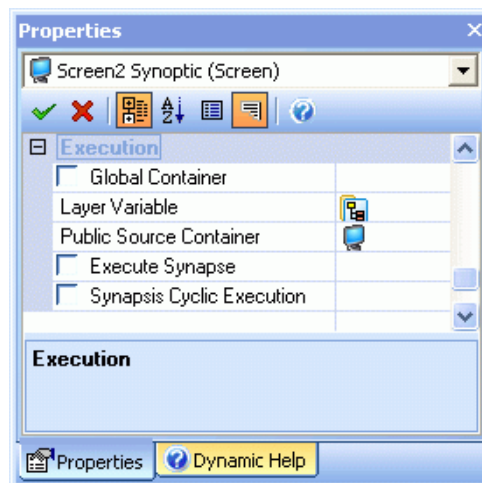 Properties
Screen2 Synoptic (Screen)
Execution
Global Container
Layer Variable
Public Source Container
Execute Synapse
Synapsis Cyclic Execution
Execution
Properties
Dynamic Help